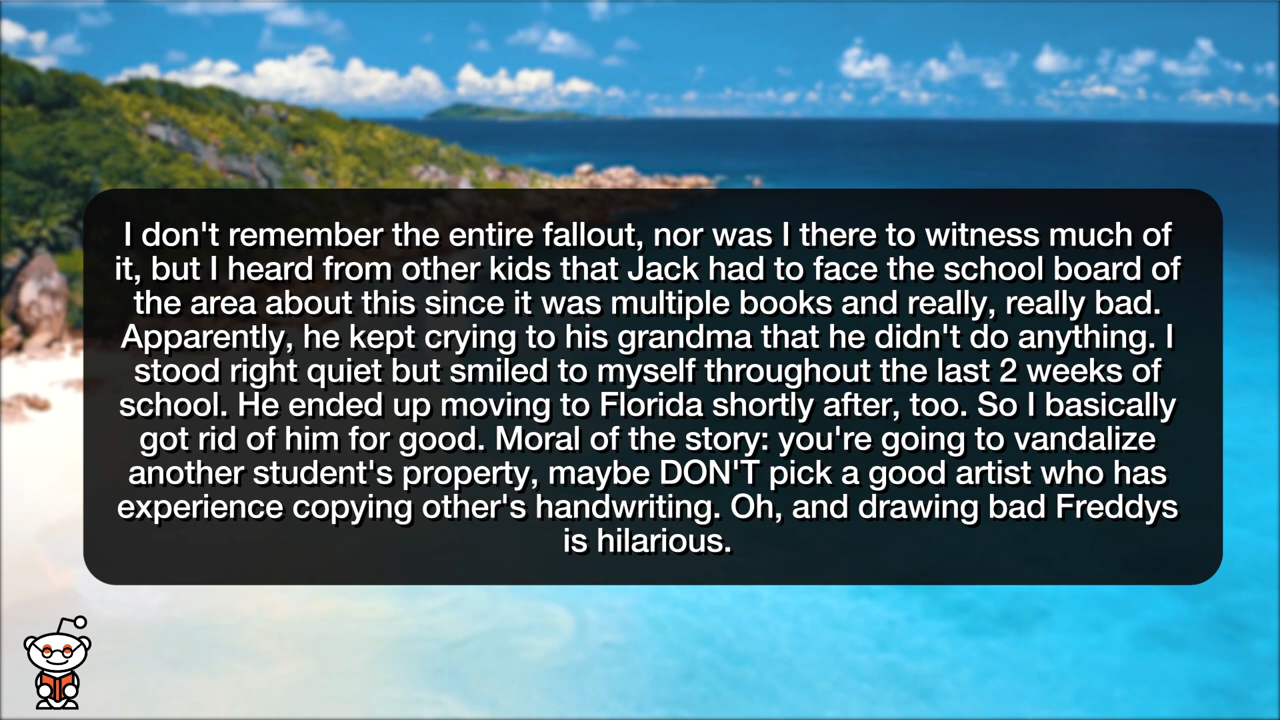 I don't remember the entire fallout, nor was I there to witness much of
it, but I heard from other kids that Jack had to face the school board of
the area about this since it was multiple books and really, really bad.
Apparently, he kept crying to his grandma that he didn't do anything. I
stood right quiet but smiled to myself throughout the last 2 weeks of
school. He ended up moving to Florida shortly after, too. So I basically
got rid of him for good. Moral of the story: you're going to vandalize
another student's property, maybe DON'T pick a good artist who has
experience copying other's handwriting. Oh, and drawing bad Freddys
is hilarious.